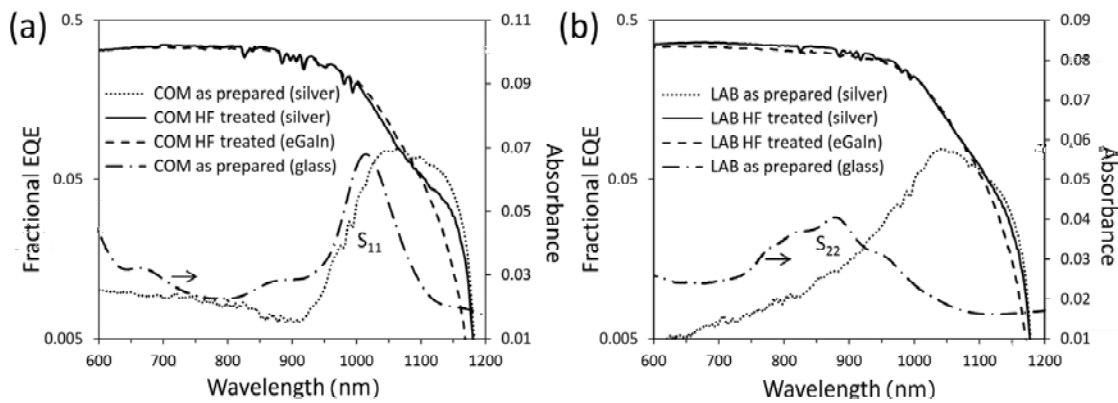 (a)
0.5
0.05
0.005
Fractional EQE
COM as prepared (silver)
COM HF treated (silver)
COM HF treated (eGaIn)
COM as prepared (glass)
S11
0.11
0.09
0.07
0.05
0.03
0.01
Absorbance
600 700 800 900 1000 1100 1200
Wavelength (nm)
(b)
0.5
0.05
0.005
Fractional EQE
LAB as prepared (silver)
LAB HF treated (silver)
LAB HF treated (eGaIn)
LAB as prepared (glass)
S22
0.09
0.08
0.07
0.06
0.05
0.04
0.03
0.02
0.01
Absorbance
600 700 800 900 1000 1100 1200
Wavelength (nm)